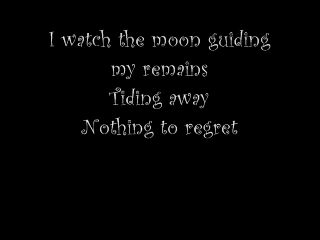 I watch the moon guiding
my remains
Tiding away
Nothing to regret